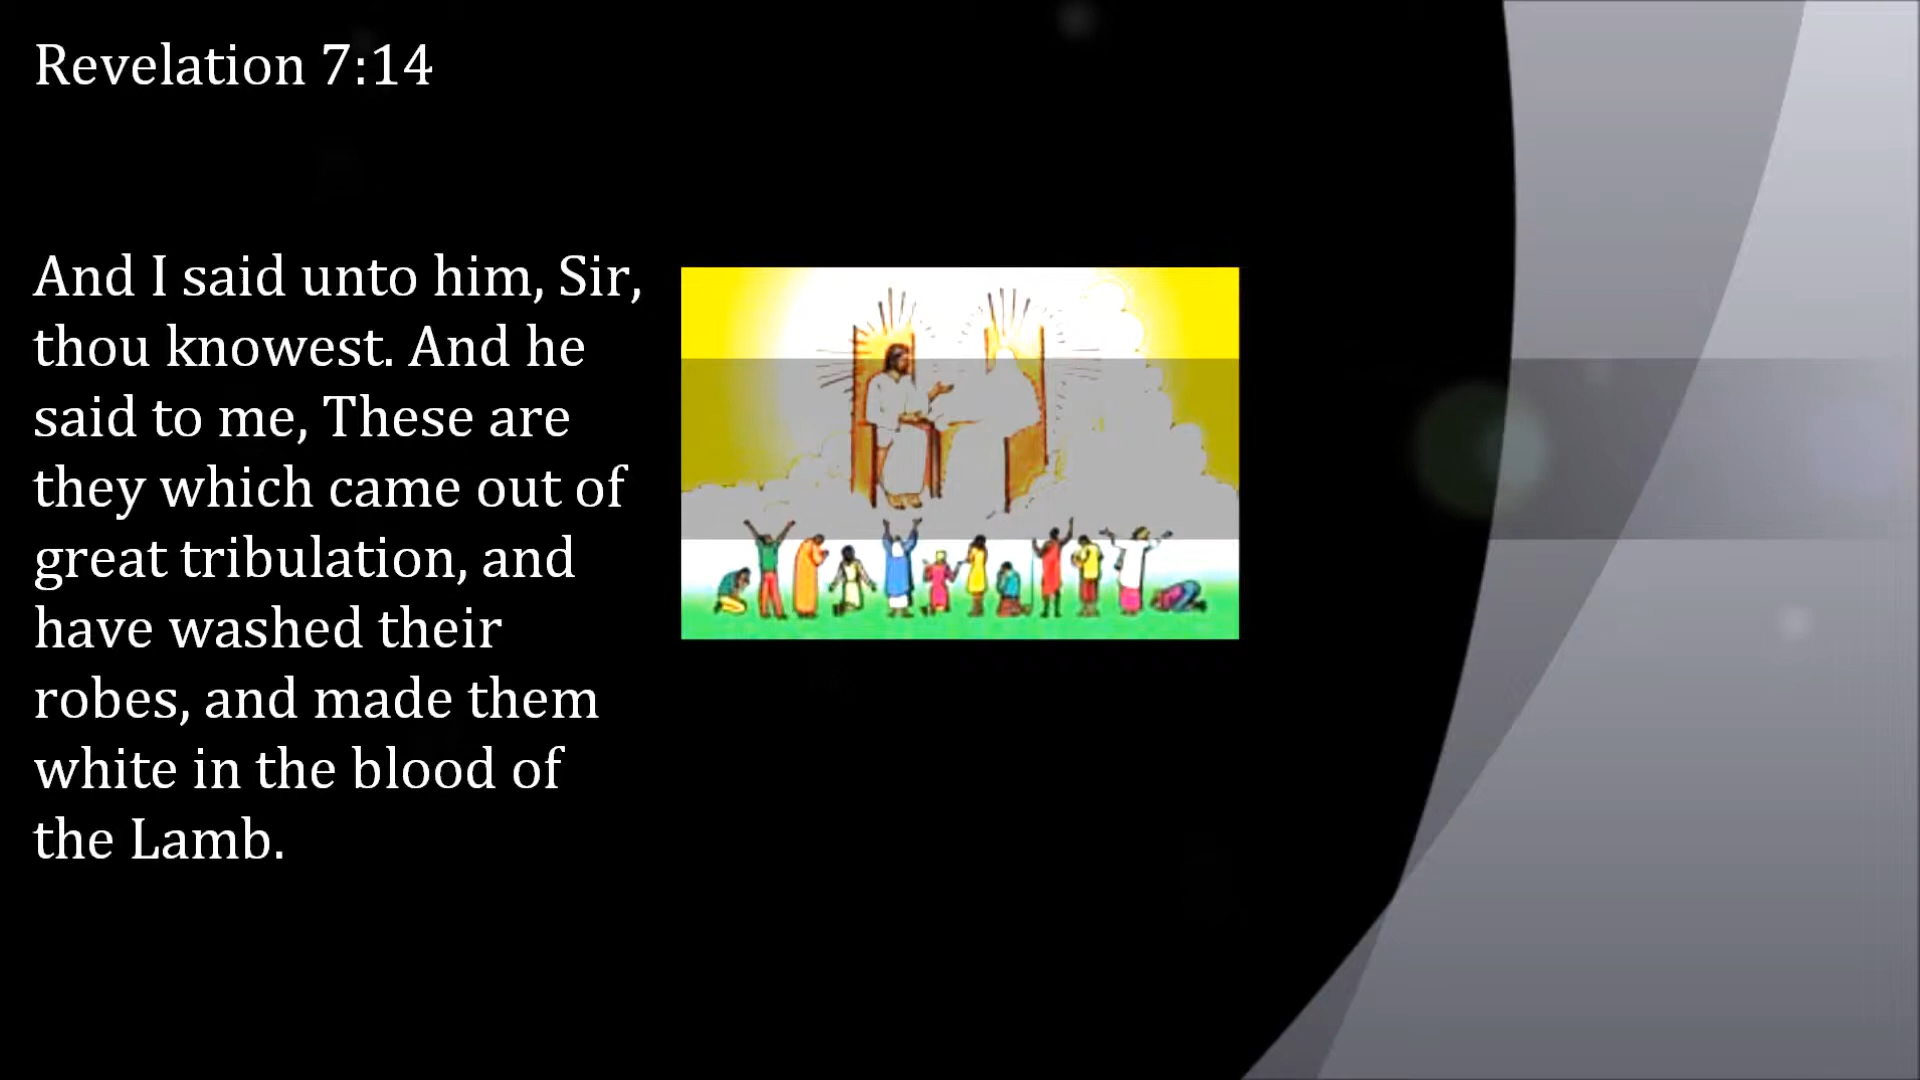 Revelation 7:14
And I said unto him, Sir,
thou knowest. And he
said to me, These are
they which came out of
great tribulation, and
have washed their
robes, and made them
white in the blood of
the Lamb.